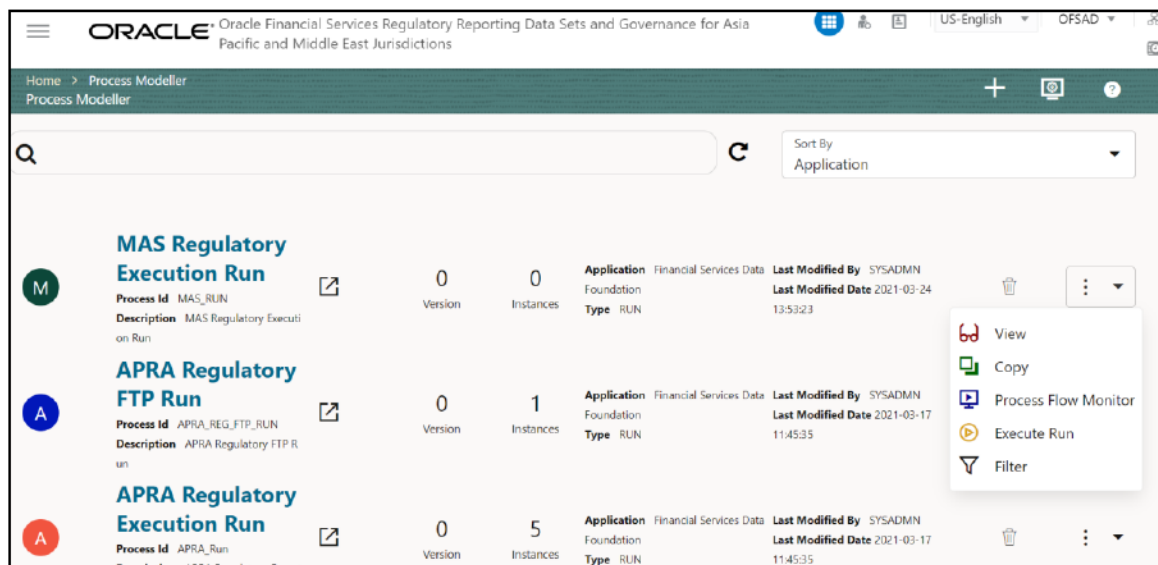 ORACLE® Oracle Financial Services Regulatory Reporting Data Sets and Governance for Asia
Pacific and Middle East Jurisdictions
US-English
OFSAD
Home > Process Modeller
Process Modeller
Sort By
Application
M
MAS Regulatory
Execution Run
Process Id MAS_RUN
Description MAS Regulatory Executi
on Run
0
Version
0
Instances
Application Financial Services Data
Foundation
Type RUN
Last Modified By SYSADMN
Last Modified Date 2021-03-24
13:53:23
View
Copy
Process Flow Monitor
Execute Run
Filter
A
APRA Regulatory
FTP Run
Process Id APRA_REG_FTP_RUN
Description APRA Regulatory FTP R
un
0
Version
1
Instances
Application Financial Services Data
Foundation
Type RUN
Last Modified By SYSADMN
Last Modified Date 2021-03-17
11:45:35
A
APRA Regulatory
Execution Run
Process Id APRA_Run
0
Version
5
Instances
Application Financial Services Data
Foundation
Type RUN
Last Modified By SYSADMN
Last Modified Date 2021-03-17
11:45:35